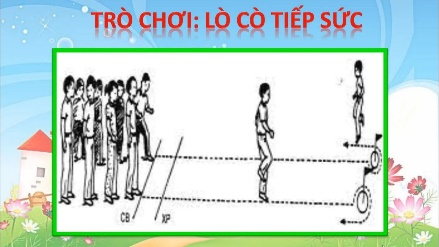 TRÒ CHƠI: LÒ CÒ TIẾP SỨC
CB XP